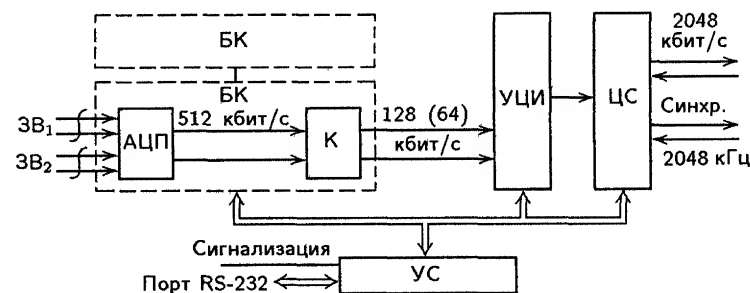 БК
БК
ЗВ₁
ЗВ₂
АЦП
512 кбит/с
К
128 (64)
кбит/с
УЦИ
ЦС
2048
кбит/с
Синхр.
2048 кГц
Сигнализация
Порт RS-232
УС